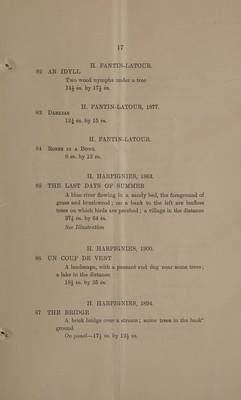 17
H. FANTIN-LATOUR.
82 AN IDYLL
Two wood nymphs under a tree
14½ in. by 17½ in.
H. FANTIN-LATOUR, 1877.
83 DAHLIAS
12½ in. by 15 in.
H. FANTIN-LATOUR.
84 ROSES IN A BOWL
9 in. by 13 in.
H. HARPIGNIES, 1883.
85 THE LAST DAYS OF SUMMER
A blue river flowing in a sandy bed, the foreground of
grass and brushwood; on a bank to the left are leafless
trees on which birds are perched; a village in the distance
37½ in. by 64 in.
See Illustration
H. HARPIGNIES, 1900.
86 UN COUP DE VENT
A landscape, with a peasant and dog near some trees;
a lake in the distance
18½ in. by 35 in.
H. HARPIGNIES, 1894.
87 THE BRIDGE
A brick bridge over a stream; some trees in the back-
ground
On panel—17½ in. by 12½ in.